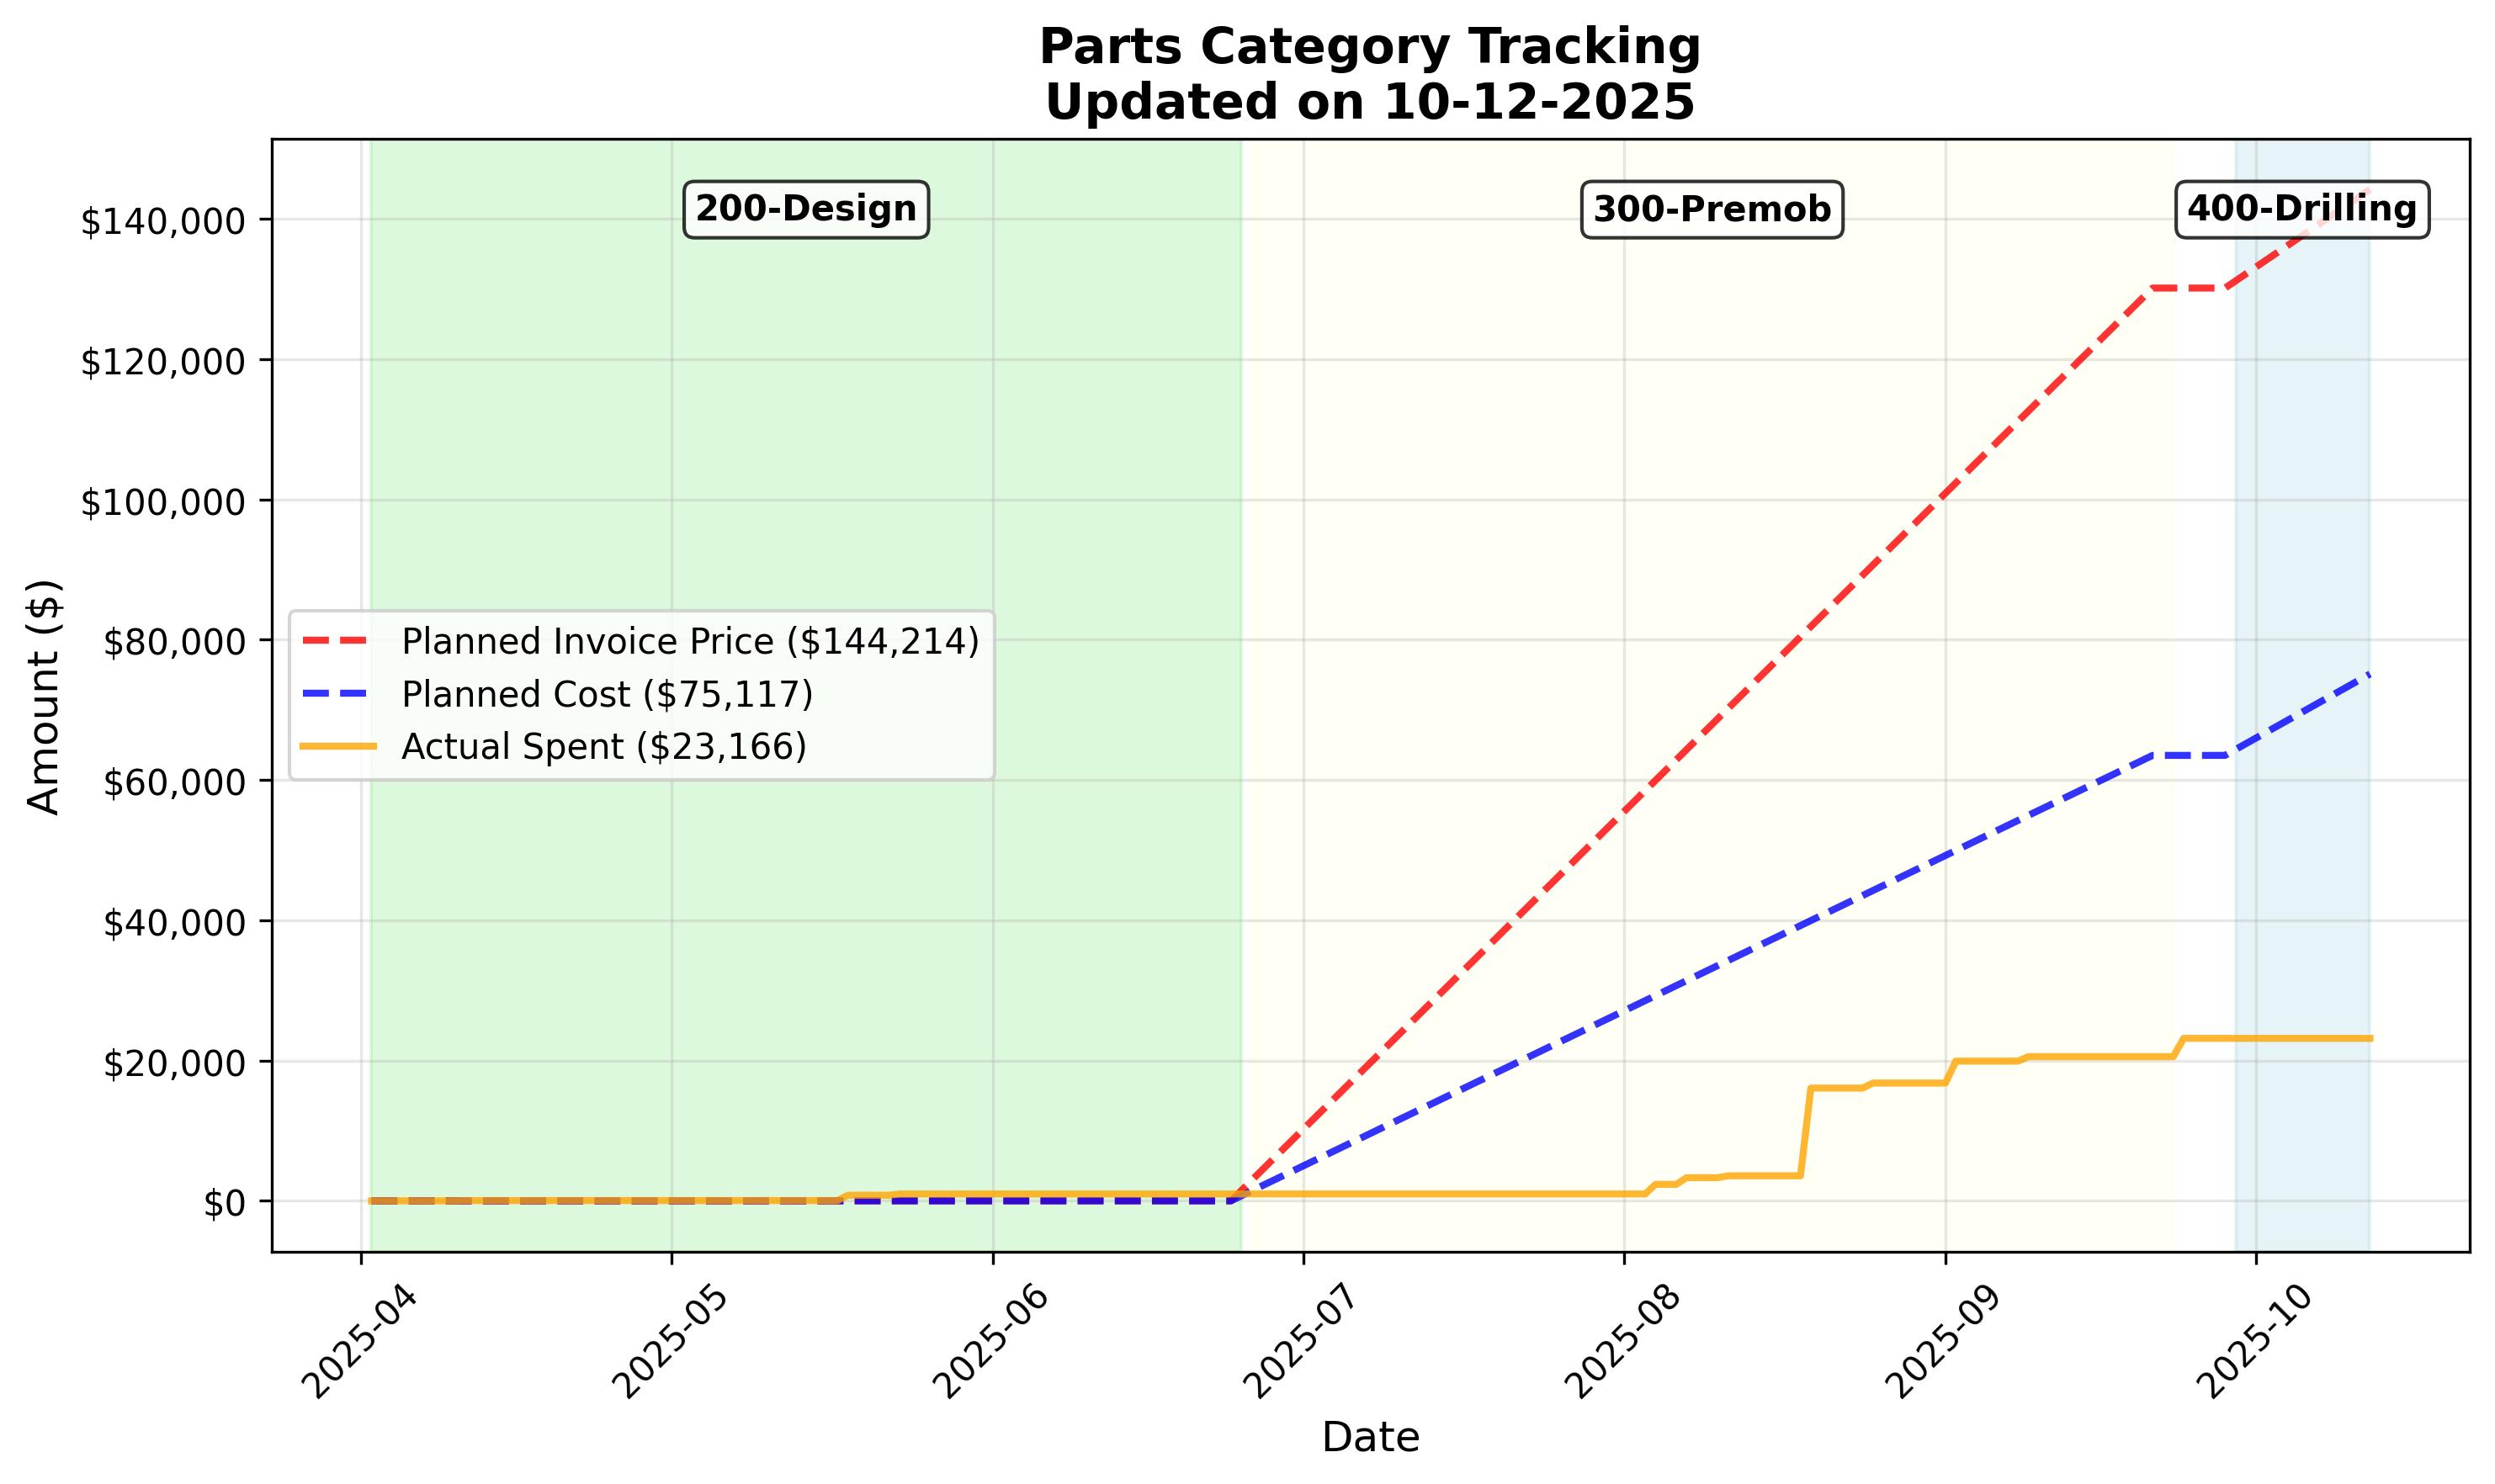 Parts Category Tracking
Updated on 10-12-2025
200-Design
300-Premob
400-Drilling
$140,000
$120,000
$100,000
$80,000
$60,000
$40,000
$20,000
$0
Amount ($)
Planned Invoice Price ($144,214)
Planned Cost ($75,117)
Actual Spent ($23,166)
2025-04
2025-05
2025-06
2025-07
2025-08
2025-09
2025-10
Date